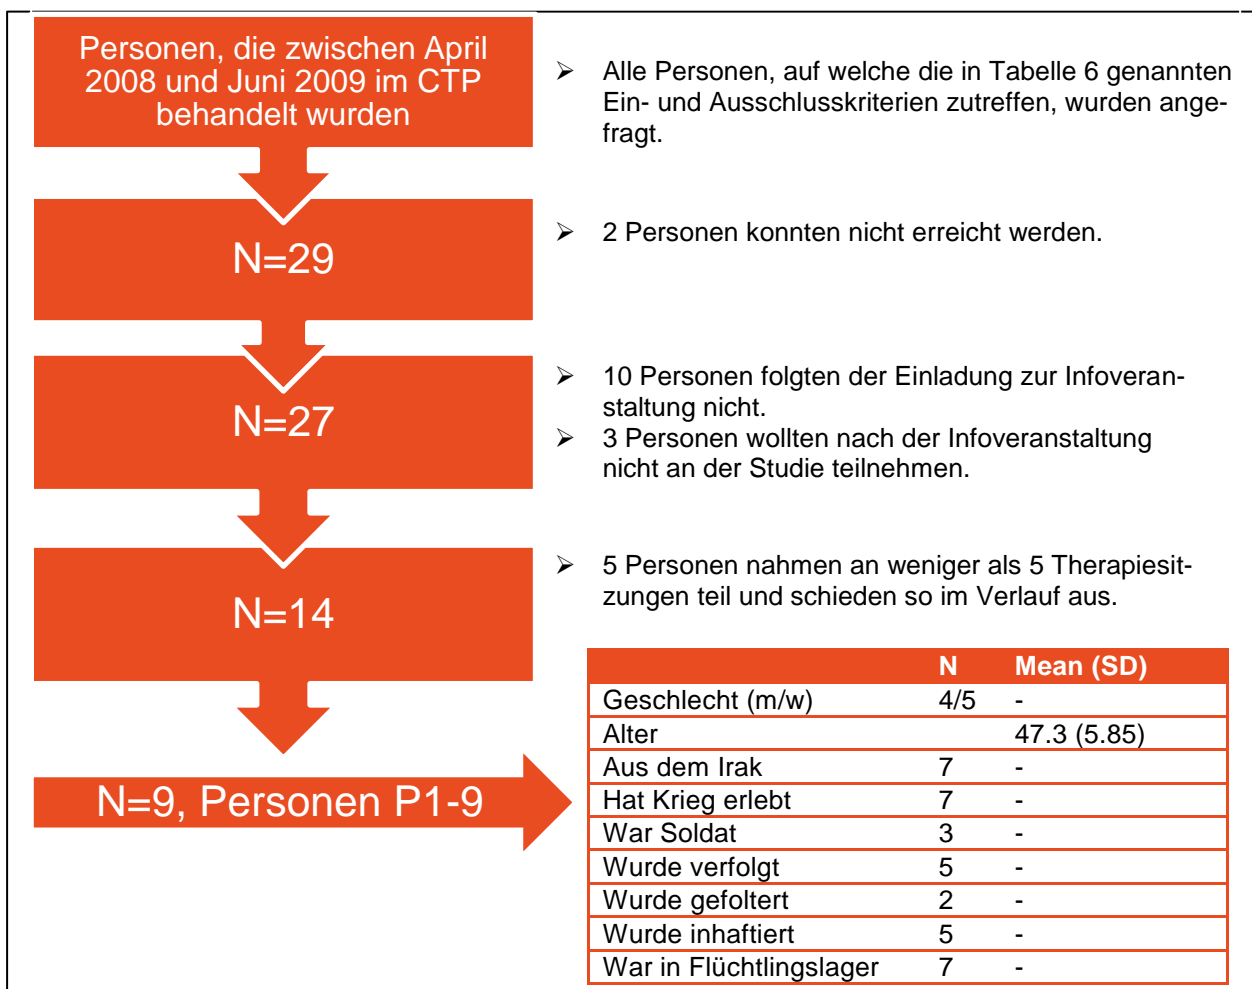 Personen, die zwischen April
2008 und Juni 2009 im CTP
behandelt wurden
➢ Alle Personen, auf welche die in Tabelle 6 genannten
Ein- und Ausschlusskriterien zutreffen, wurden ange-
fragt.
N=29
➢ 2 Personen konnten nicht erreicht werden.
N=27
➢ 10 Personen folgten der Einladung zur Infoveran-
staltung nicht.
➢ 3 Personen wollten nach der Infoveranstaltung
nicht an der Studie teilnehmen.
N=14
➢ 5 Personen nahmen an weniger als 5 Therapiesit-
zungen teil und schieden so im Verlauf aus.
N=9, Personen P1-9
N Mean (SD)
Geschlecht (m/w) 4/5 -
Alter 47.3 (5.85)
Aus dem Irak 7 -
Hat Krieg erlebt 7 -
War Soldat 3 -
Wurde verfolgt 5 -
Wurde gefoltert 2 -
Wurde inhaftiert 5 -
War in Flüchtlingslager 7 -